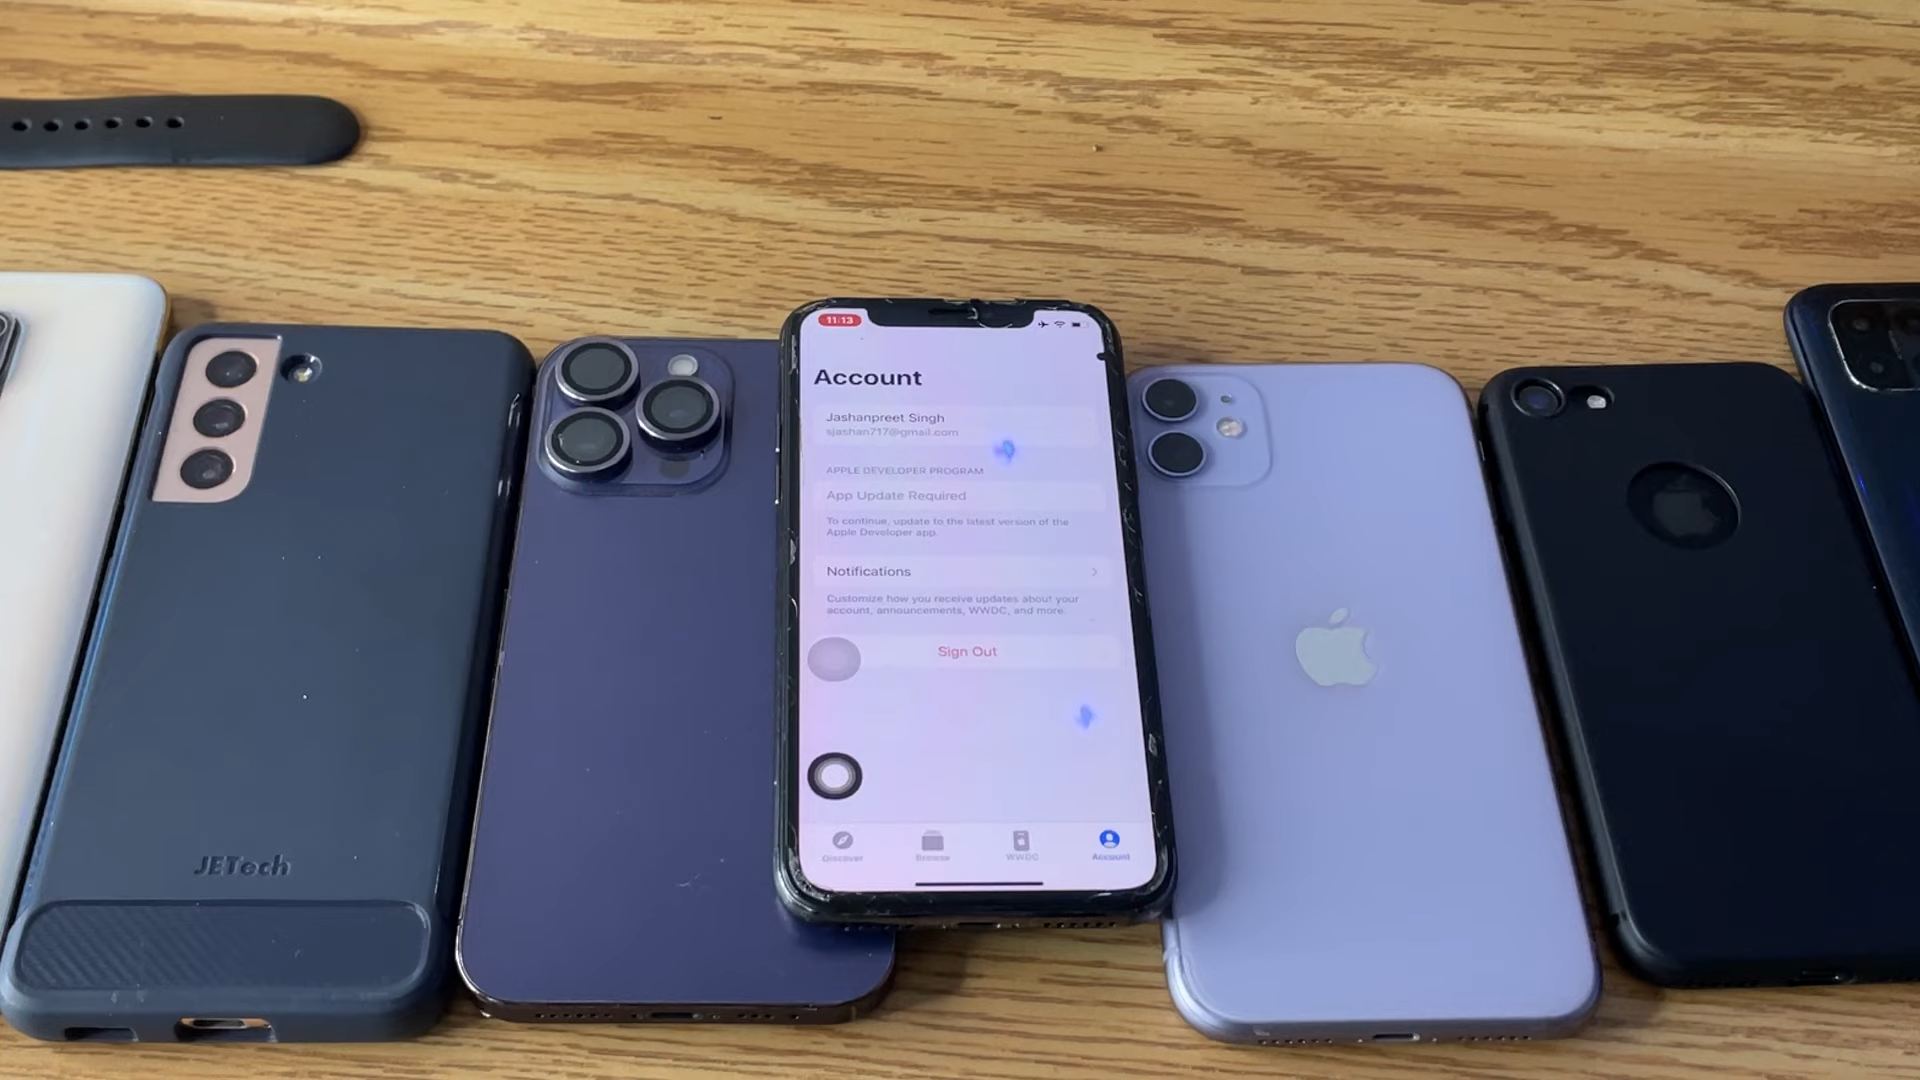 11:13
Account
Jashanpreet Singh
sjashan717@gmail.com
APPLE DEVELOPER PROGRAM
App Update Required
To continue, update to the latest version of the
Apple Developer app.
Notifications
Customize how you receive updates about your
account, announcements, WWDC, and more.
Sign Out
Discover
Browse
WWDC
Account
JETech